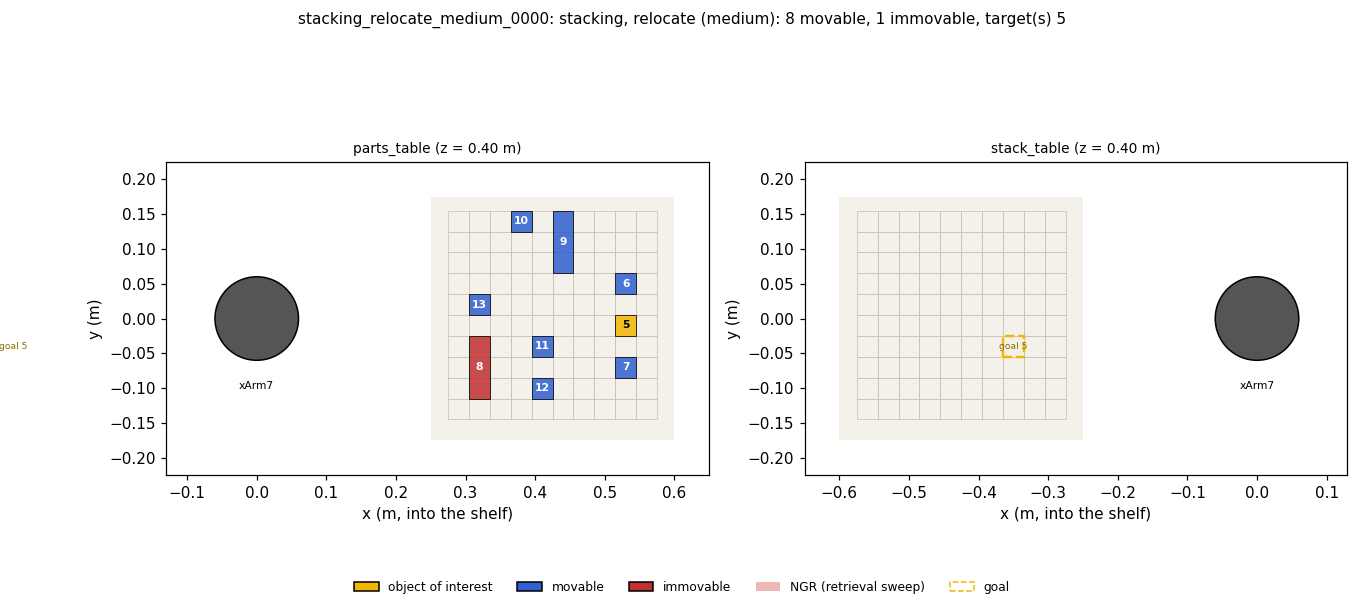 stacking_relocate_medium_0000: stacking, relocate (medium): 8 movable, 1 immovable, target(s) 5
parts_table (z = 0.40 m)
0.20
0.15
0.10
0.05
0.00
−0.05
−0.10
−0.15
−0.20
y (m)
goal 5
xArm7
10
9
6
13
5
11
8
7
12
−0.1
0.0
0.1
0.2
0.3
0.4
0.5
0.6
x (m, into the shelf)
stack_table (z = 0.40 m)
0.20
0.15
0.10
0.05
0.00
−0.05
−0.10
−0.15
−0.20
y (m)
goal 5
xArm7
−0.6
−0.5
−0.4
−0.3
−0.2
−0.1
0.0
0.1
x (m, into the shelf)
object of interest
movable
immovable
NGR (retrieval sweep)
goal